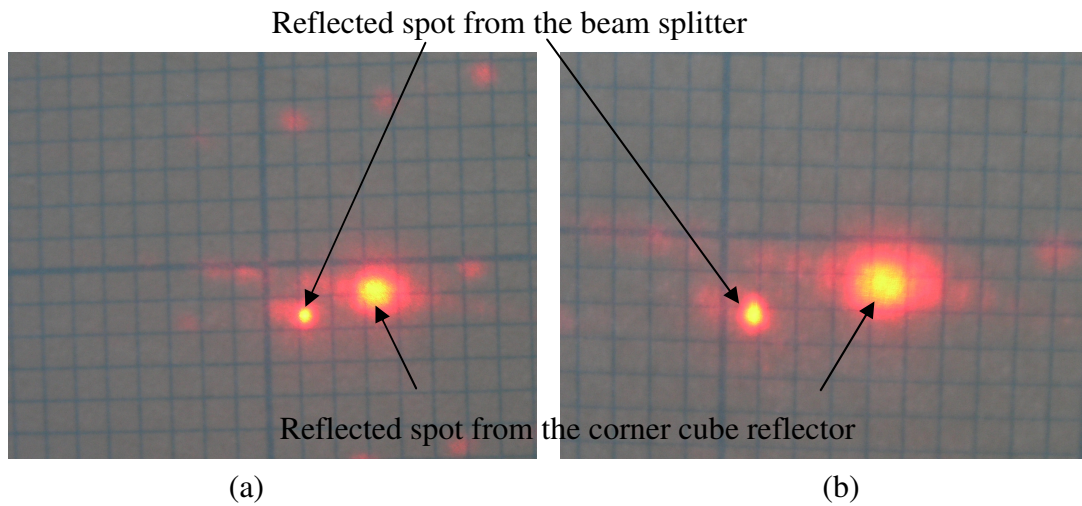 Reflected spot from the beam splitter
Reflected spot from the corner cube reflector
(a)
(b)